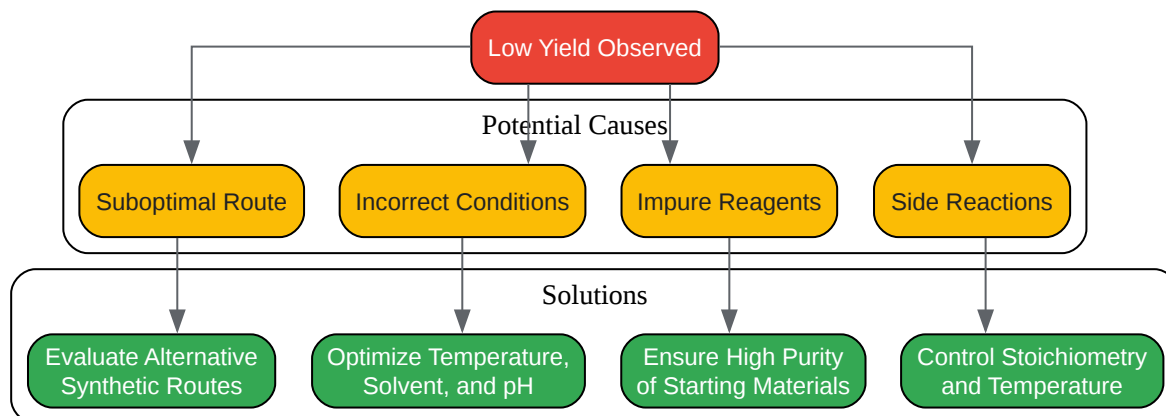 Low Yield Observed
Potential Causes
Suboptimal Route
Incorrect Conditions
Impure Reagents
Side Reactions
Solutions
Evaluate Alternative
Synthetic Routes
Optimize Temperature,
Solvent, and pH
Ensure High Purity
of Starting Materials
Control Stoichiometry
and Temperature